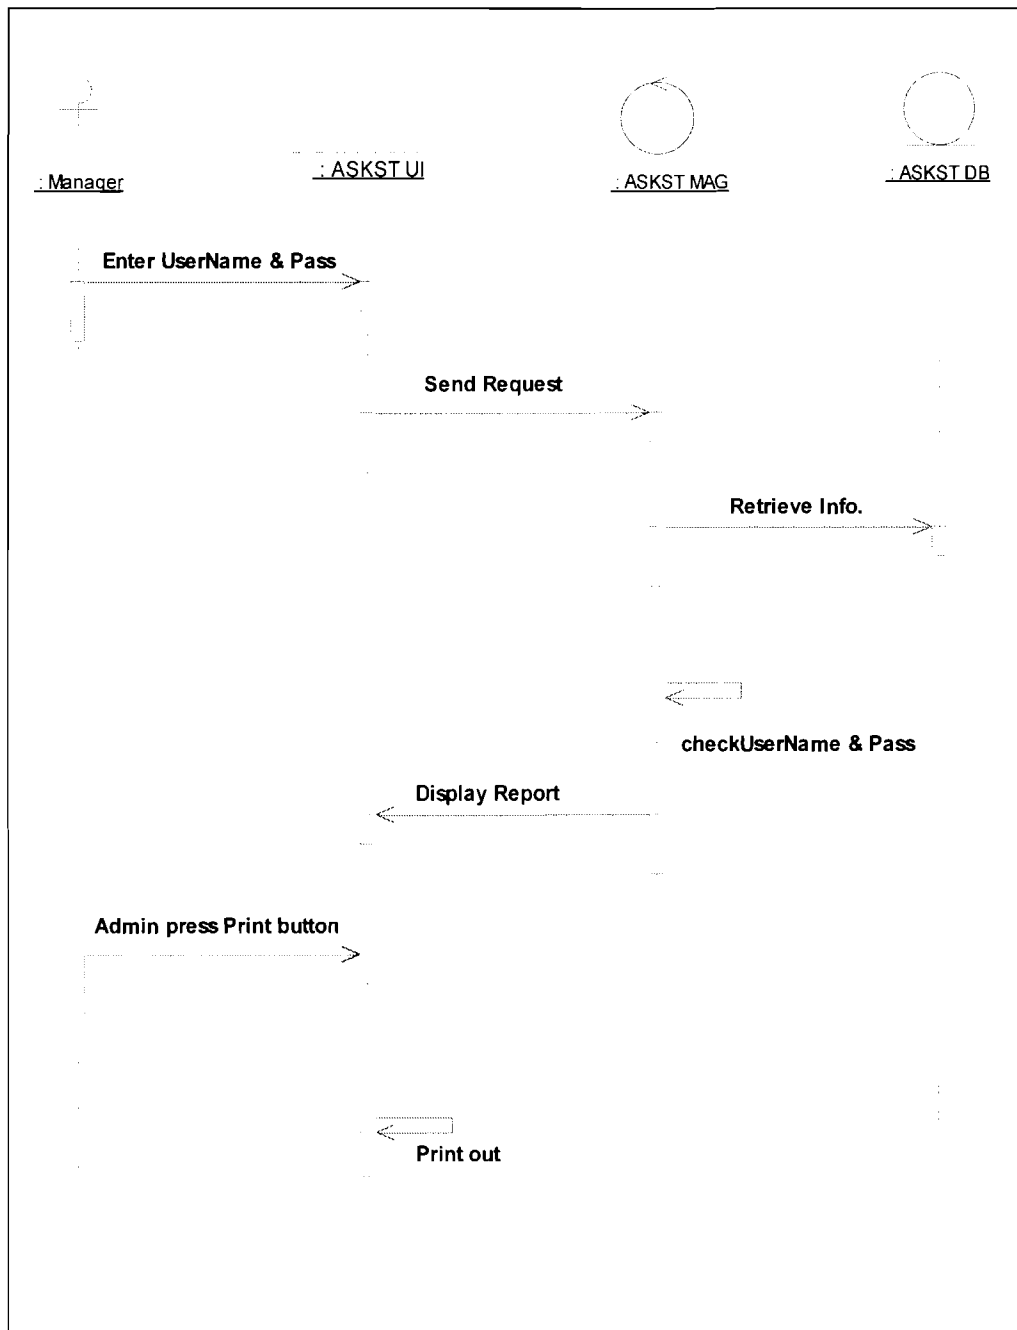 : Manager
: ASKST UI
: ASKST MAG
: ASKST DB
Enter UserName & Pass
Send Request
Retrieve Info.
checkUserName & Pass
Display Report
Admin press Print button
Print out